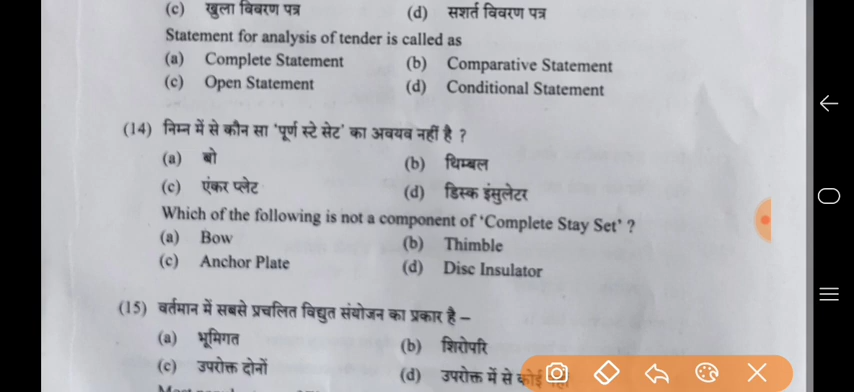 (c) खुला विवरण पत्र (d) सशर्त विवरण पत्र
Statement for analysis of tender is called as
(a) Complete Statement (b) Comparative Statement
(c) Open Statement (d) Conditional Statement
(14) निम्न में से कौन सा 'पूर्ण स्टे सेट' का अवयव नहीं है ?
(a) बो (b) थिम्बल
(c) एंकर प्लेट (d) डिस्क इंसुलेटर
Which of the following is not a component of 'Complete Stay Set' ?
(a) Bow (b) Thimble
(c) Anchor Plate (d) Disc Insulator
(15) वर्तमान में सबसे प्रचलित विद्युत संयोजन का प्रकार है –
(a) भूमिगत (b) शिरोपरि
(c) उपरोक्त दोनों (d) उपरोक्त में से कोई